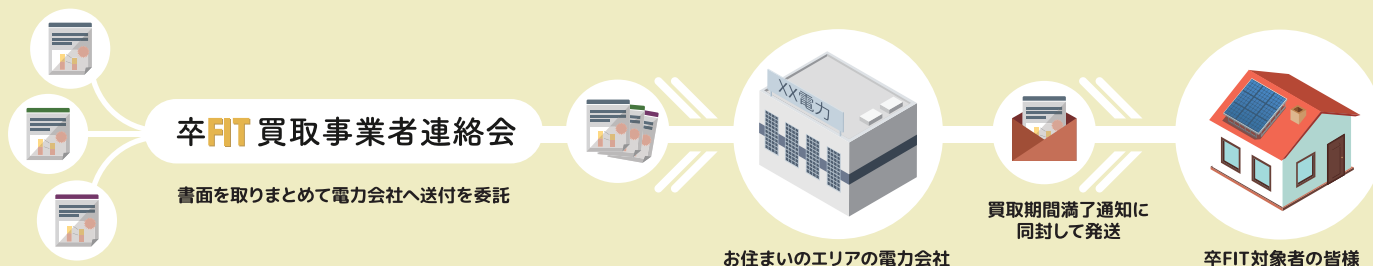 卒FIT買取事業者連絡会
書面を取りまとめて電力会社へ送付を委託
XX電力
お住まいのエリアの電力会社
買取期間満了通知に
同封して発送
卒FIT対象者の皆様